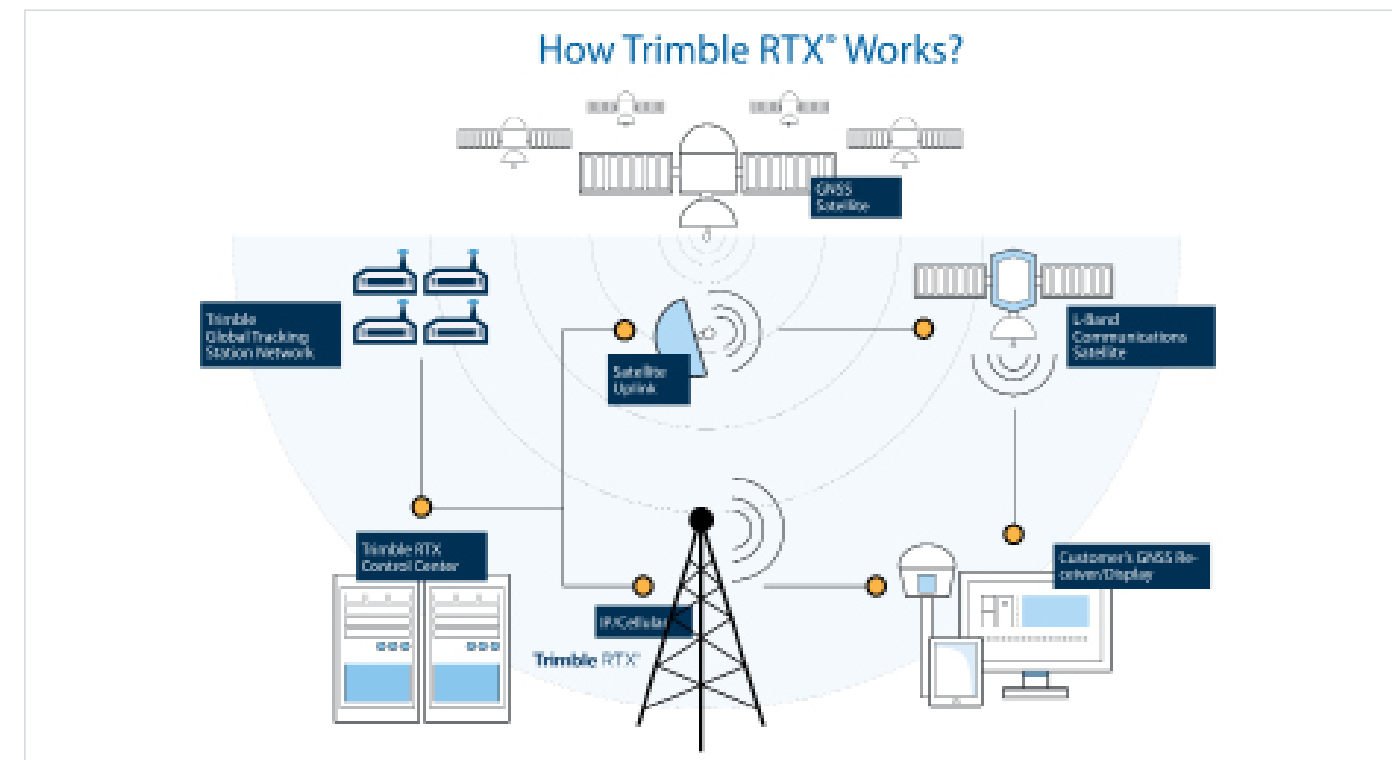 How Trimble RTX® Works?
GNSS
Satellite
Trimble
Global Tracking
Station Network
Satellite
Uplink
L-Band
Communications
Satellite
Trimble RTX
Control Center
Customer's GNSS Re-
ceiver/Display
IP/Cellular
Trimble RTX®